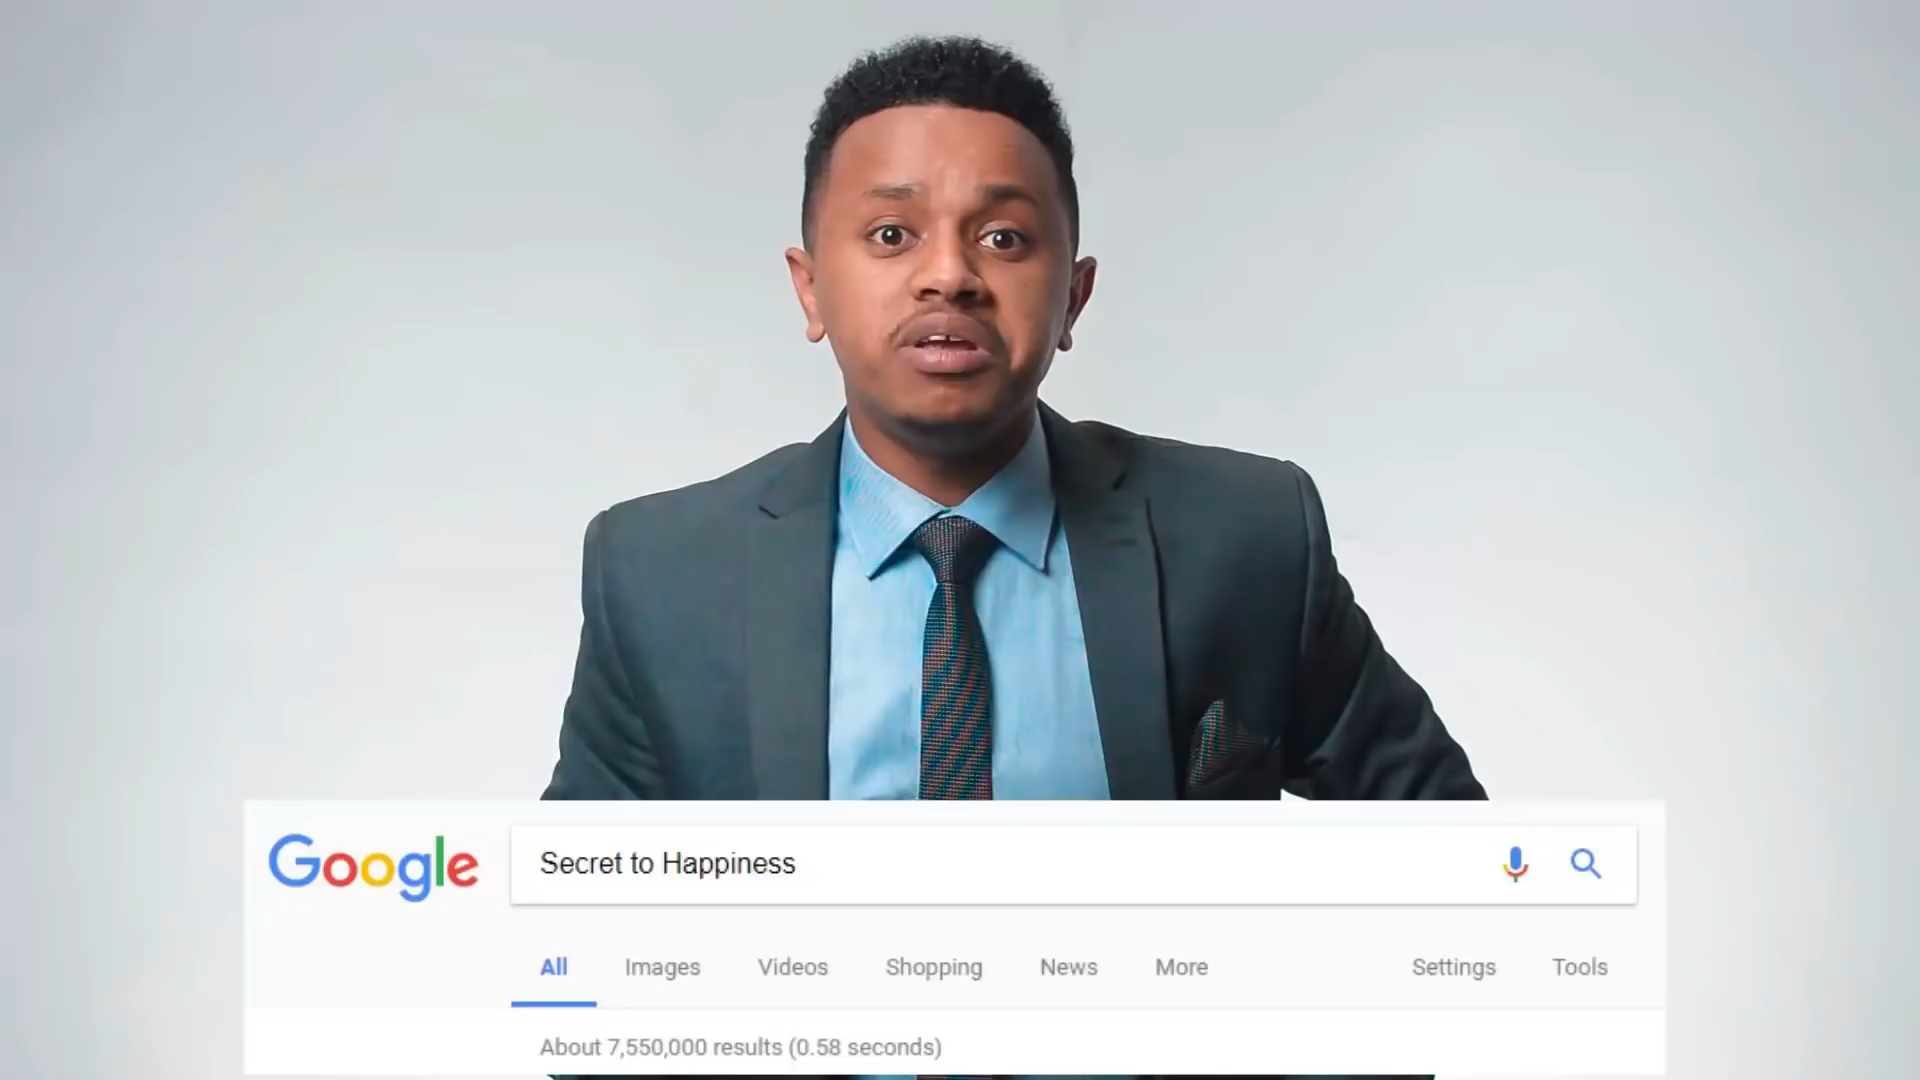 Google
Secret to Happiness
All Images Videos Shopping News More Settings Tools
About 7,550,000 results (0.58 seconds)